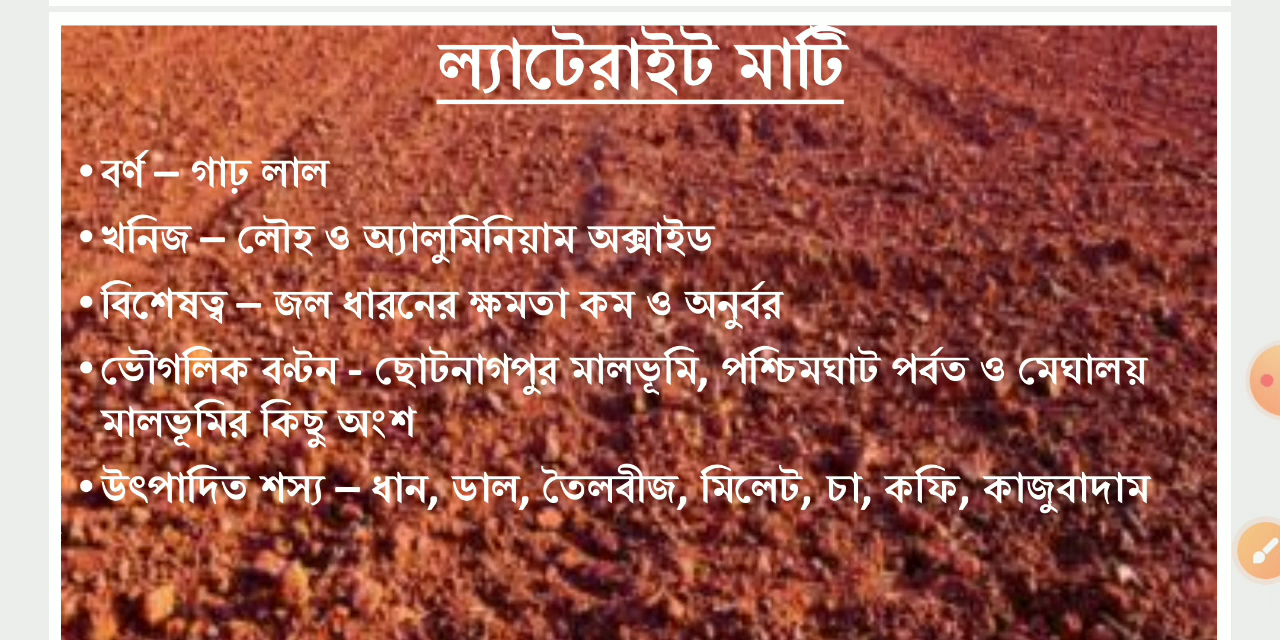 ল্যাটেরাইট মাটি
• বর্ণ – গাঢ় লাল
• খনিজ – লৌহ ও অ্যালুমিনিয়াম অক্সাইড
• বিশেষত্ব – জল ধারনের ক্ষমতা কম ও অনুর্বর
• ভৌগলিক বণ্টন - ছোটনাগপুর মালভূমি, পশ্চিমঘাট পর্বত ও মেঘালয়
মালভূমির কিছু অংশ
• উৎপাদিত শস্য – ধান, ডাল, তৈলবীজ, মিলেট, চা, কফি, কাজুবাদাম